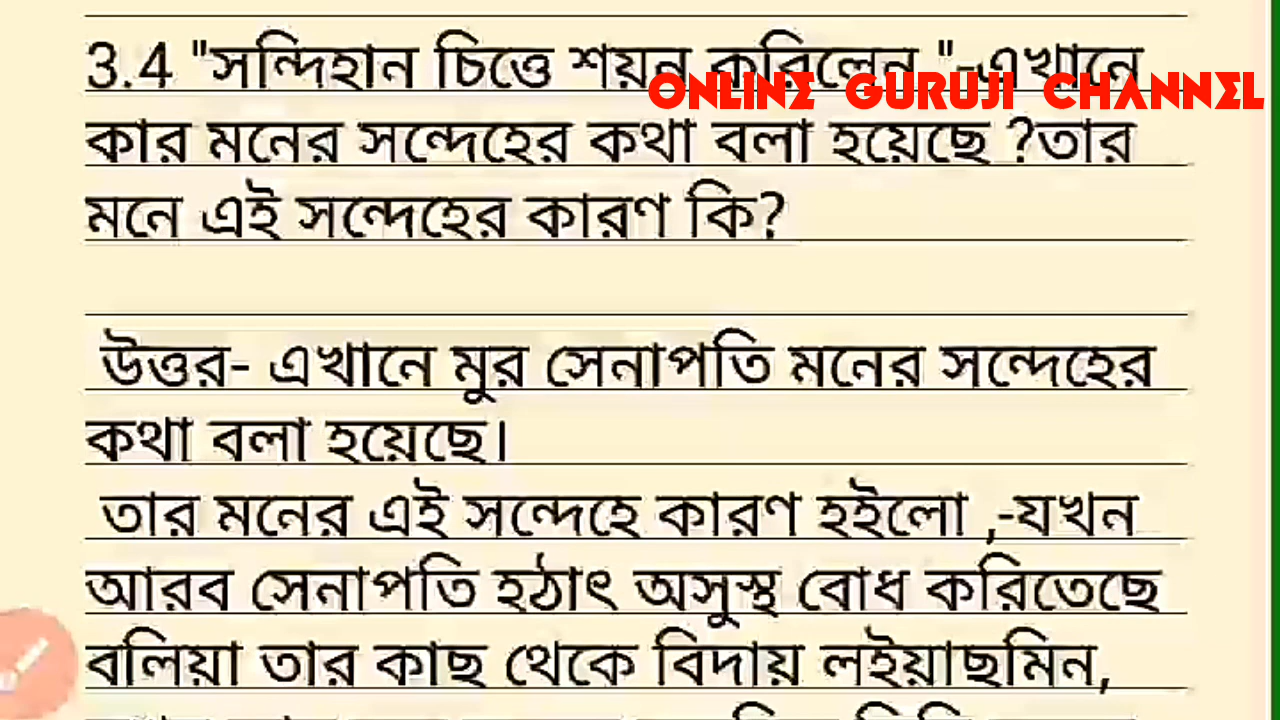 3.4 "সন্দিহান চিত্তে শয়ন করিলেন "-এখানে
ONLINE GURUJI CHANNEL
কার মনের সন্দেহের কথা বলা হয়েছে ?তার
মনে এই সন্দেহের কারণ কি?
উত্তর- এখানে মুর সেনাপতি মনের সন্দেহের
কথা বলা হয়েছে।
তার মনের এই সন্দেহে কারণ হইলো ,-যখন
আরব সেনাপতি হঠাৎ অসুস্থ বোধ করিতেছে
বলিয়া তার কাছ থেকে বিদায় লইয়াছমিন,